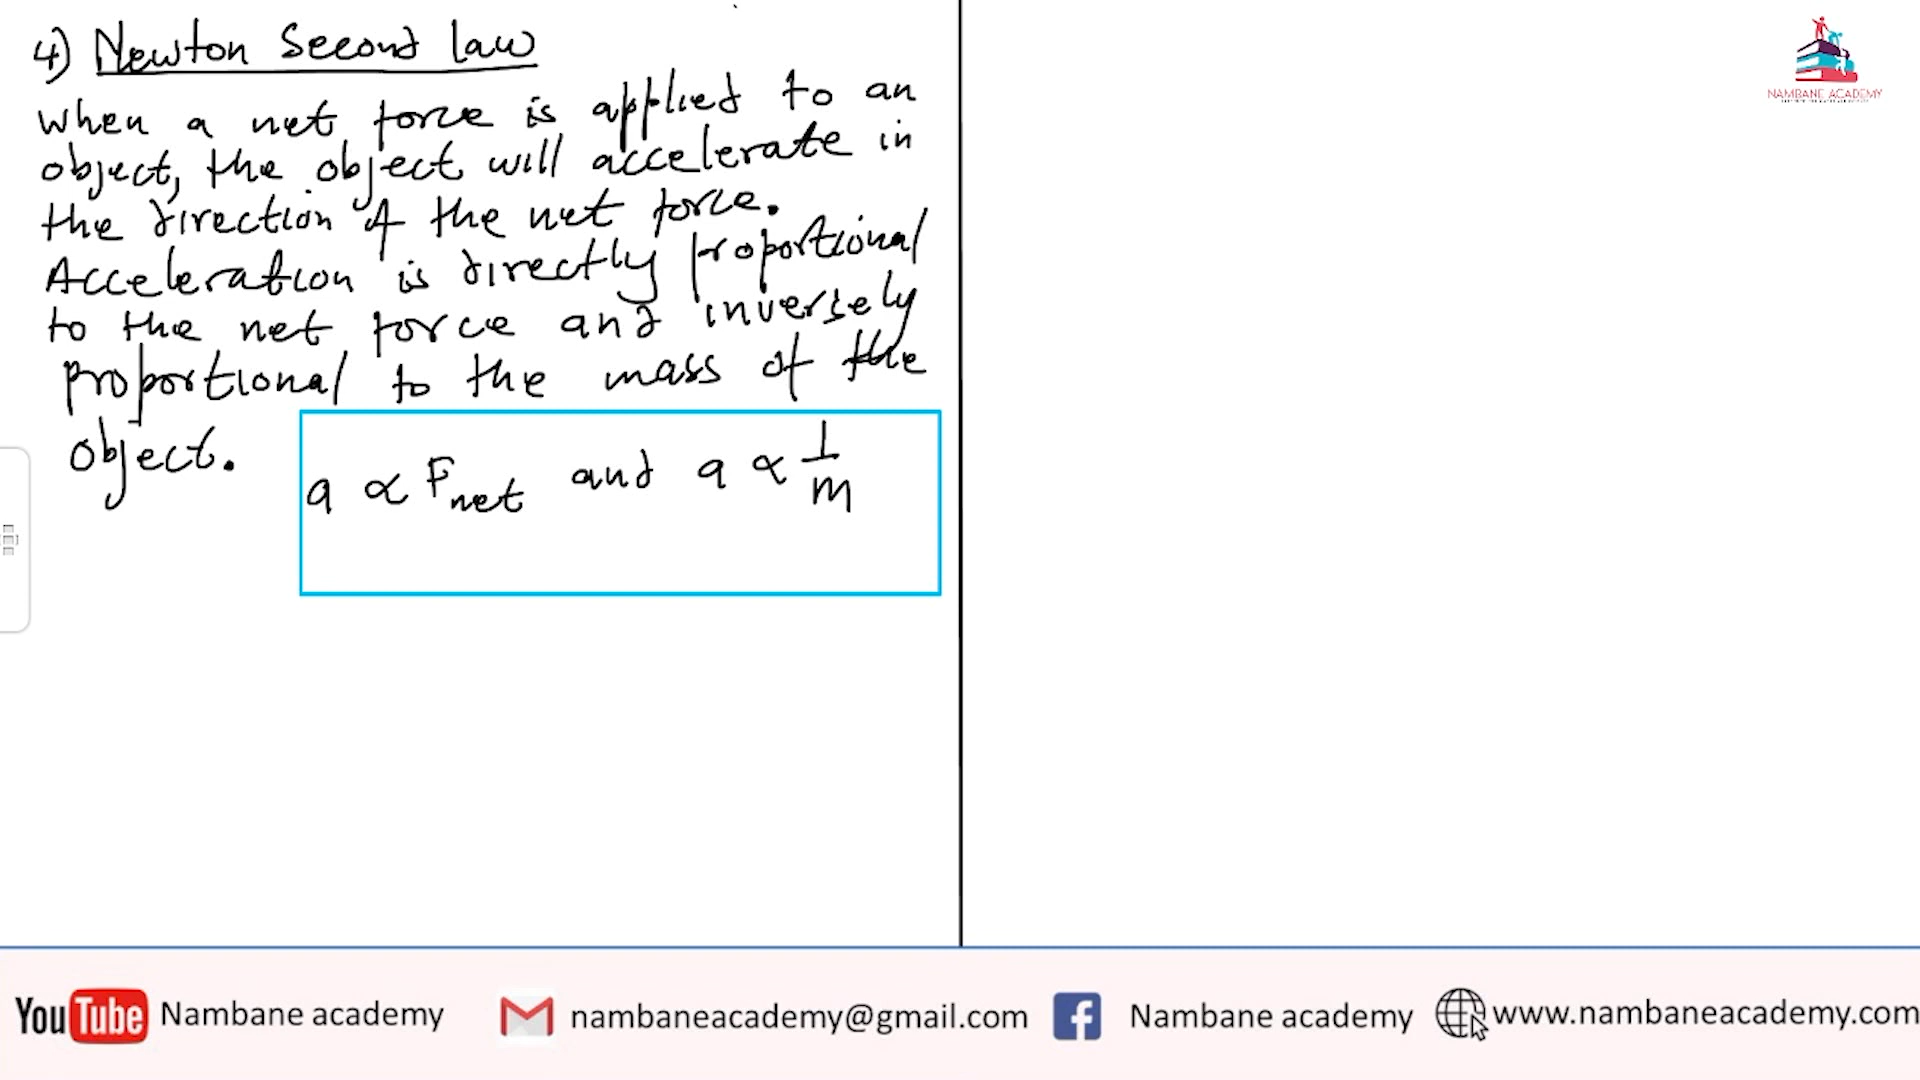 4) Newton Second law
When a net force is applied to an
object, the object will accelerate in
the direction of the net force.
Acceleration is directly proportional
to the net force and inversely
proportional to the mass of the
object.
a ∝ Fnet and a ∝ 1/m
NAMBANE ACADEMY
YouTube Nambane academy
nambaneacademy@gmail.com
f Nambane academy
www.nambaneacademy.com